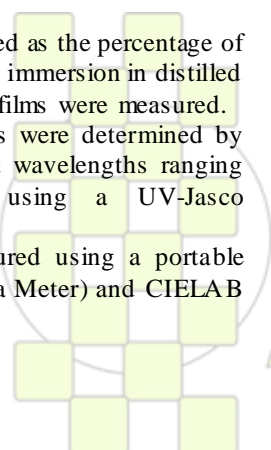 ed as the percentage of
immersion in distilled
films were measured.
s were determined by
wavelengths ranging
using a UV-Jasco
ured using a portable
a Meter) and CIELAB